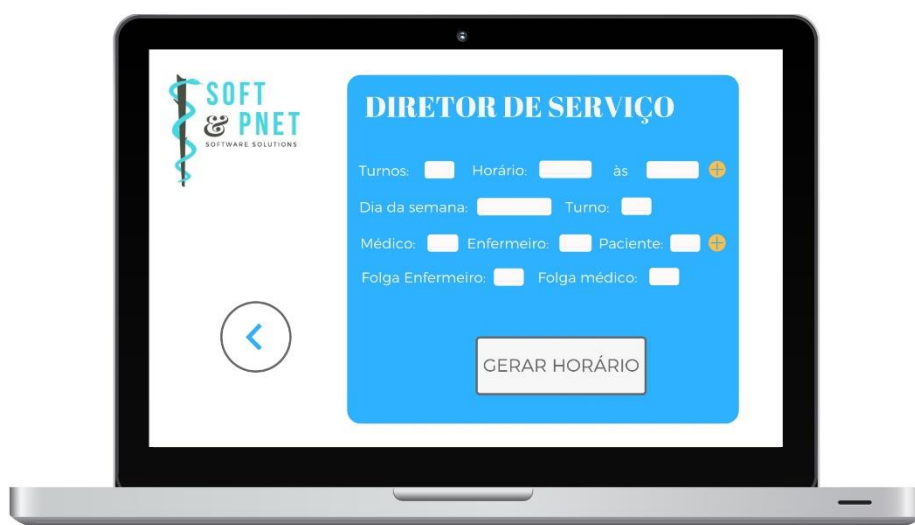 SOFT
& PNET
SOFTWARE SOLUTIONS
DIRETOR DE SERVIÇO
Turnos: Horário: às
Dia da semana: Turno:
Médico: Enfermeiro: Paciente:
Folga Enfermeiro: Folga médico:
GERAR HORÁRIO